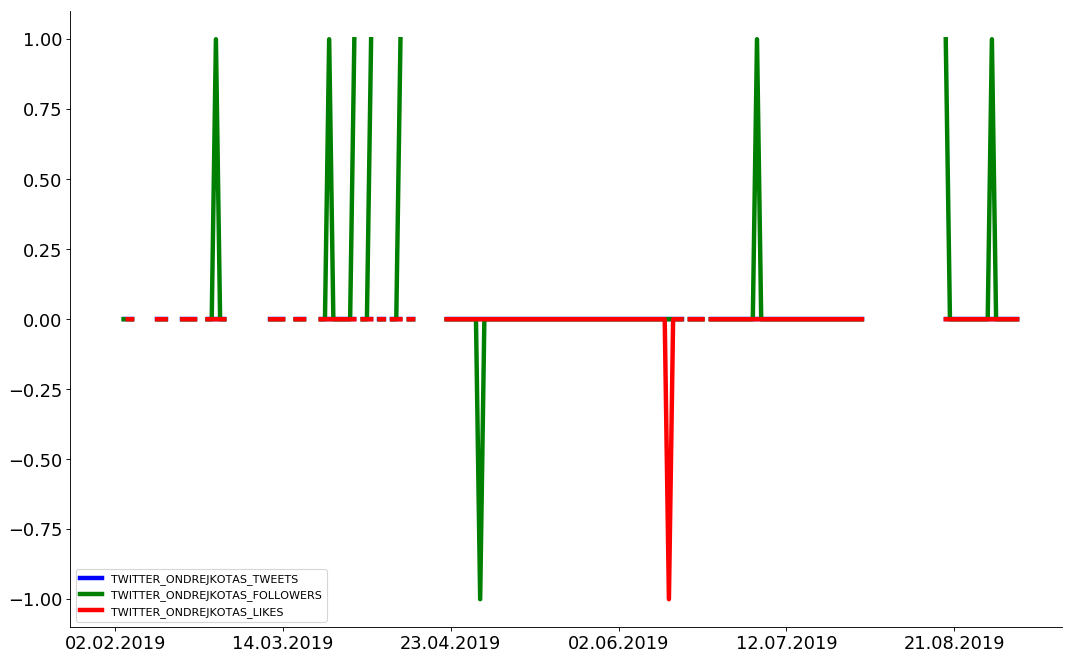 1.00
0.75
0.50
0.25
0.00
−0.25
−0.50
−0.75
−1.00
TWITTER_ONDREJKOTAS_TWEETS
TWITTER_ONDREJKOTAS_FOLLOWERS
TWITTER_ONDREJKOTAS_LIKES
02.02.2019 14.03.2019 23.04.2019 02.06.2019 12.07.2019 21.08.2019